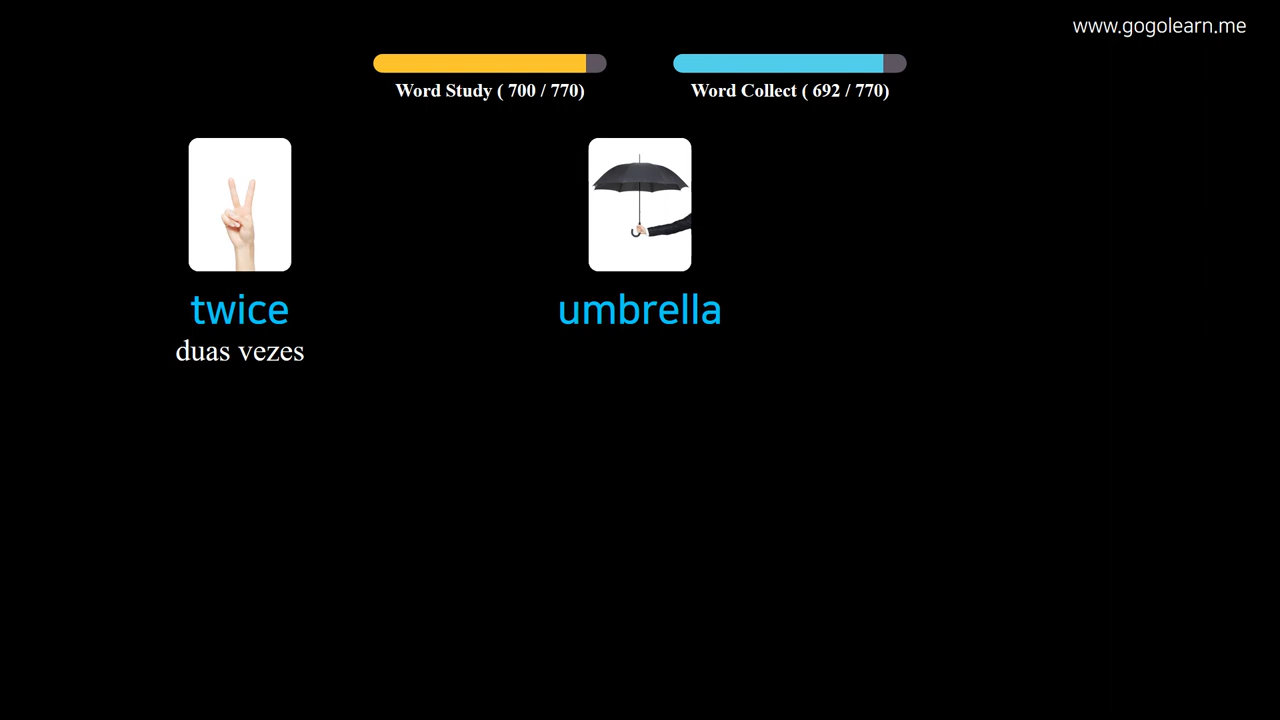 www.gogolearn.me
Word Study ( 700 / 770)
Word Collect ( 692 / 770)
twice
umbrella
duas vezes